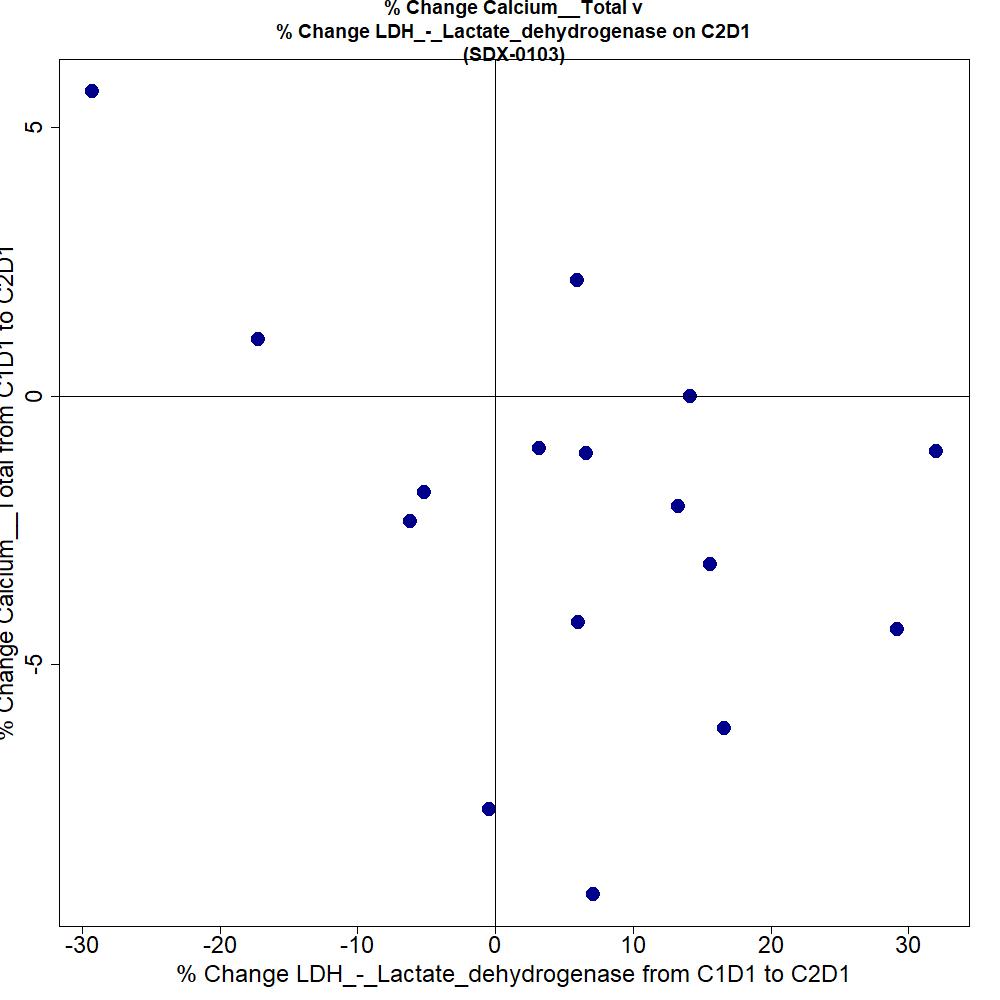 % Change Calcium__Total v
% Change LDH_-_Lactate_dehydrogenase on C2D1
(SDX-0103)
% Change Calcium__Total from C1D1 to C2D1
5
0
-5
-30 -20 -10 0 10 20 30
% Change LDH_-_Lactate_dehydrogenase from C1D1 to C2D1